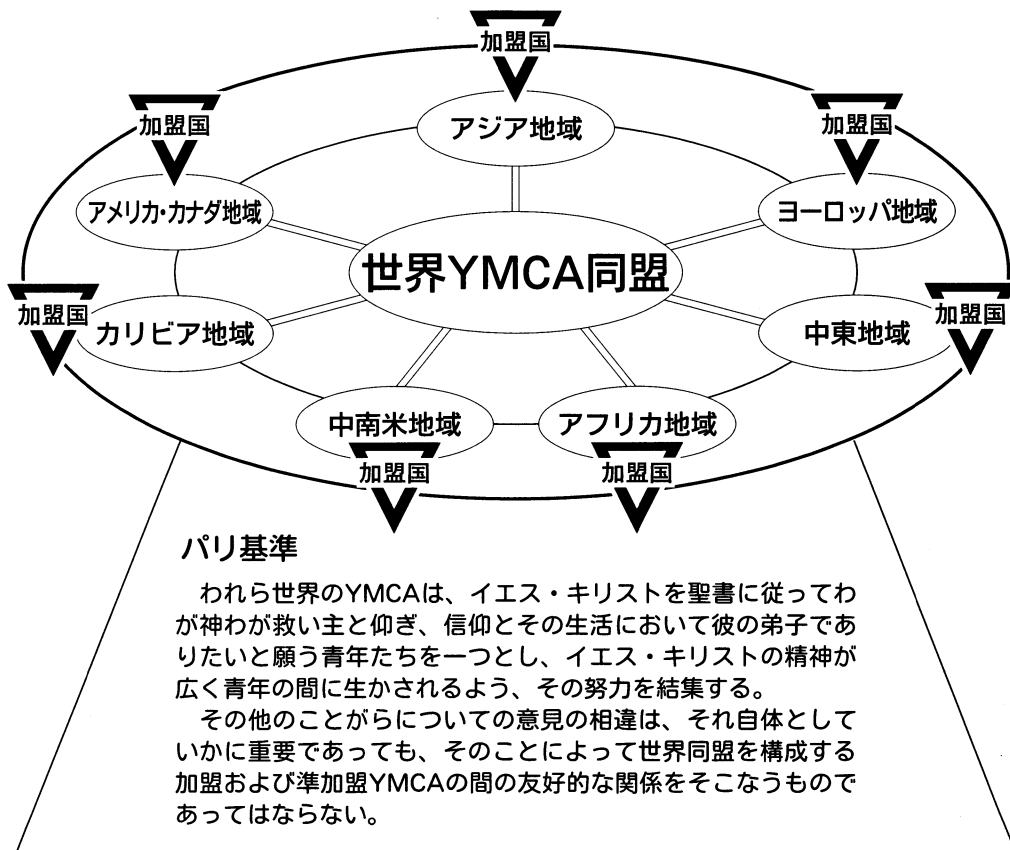 加盟国
アジア地域
加盟国
加盟国
アメリカ・カナダ地域
ヨーロッパ地域
世界YMCA同盟
加盟国
カリビア地域
中東地域
加盟国
中南米地域
アフリカ地域
加盟国
加盟国
パリ基準
われら世界のYMCAは、イエス・キリストを聖書に従ってわ
が神わが救い主と仰ぎ、信仰とその生活において彼の弟子であ
りたいと願う青年たちを一つとし、イエス・キリストの精神が
広く青年の間に生かされるよう、その努力を結集する。
その他のことがらについての意見の相違は、それ自体として
いかに重要であっても、そのことによって世界同盟を構成する
加盟および準加盟YMCAの間の友好的な関係をそこなうもので
あってはならない。